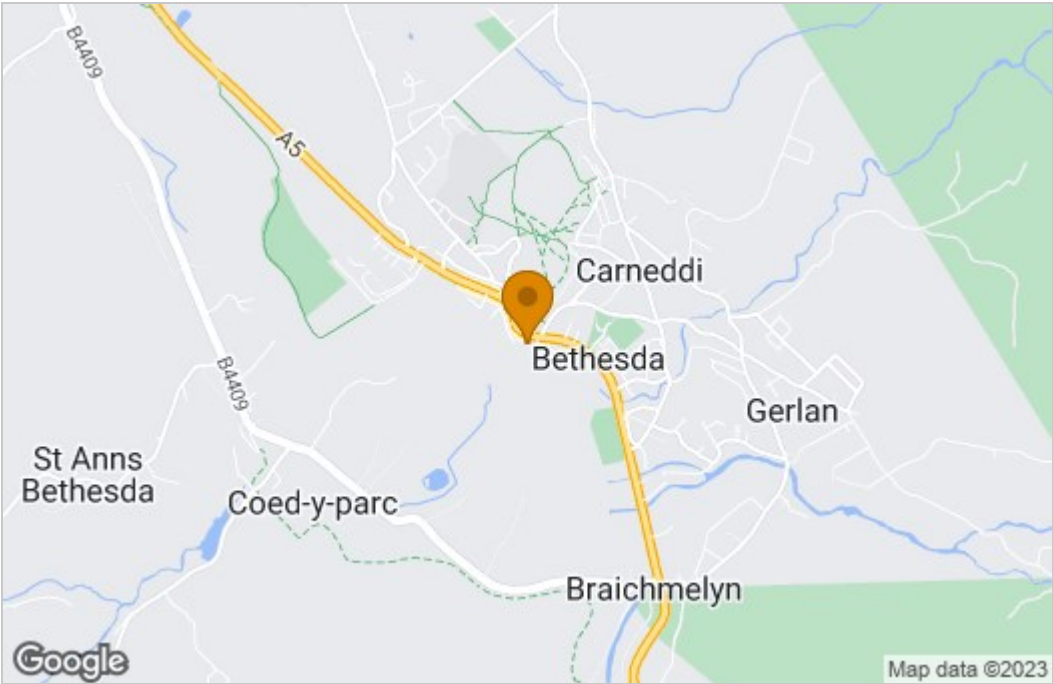 B4409
A5
Carneddi
Bethesda
B4409
Gerlan
St Anns
Bethesda
Coed-y-parc
Braichmelyn
Google
Map data ©2023